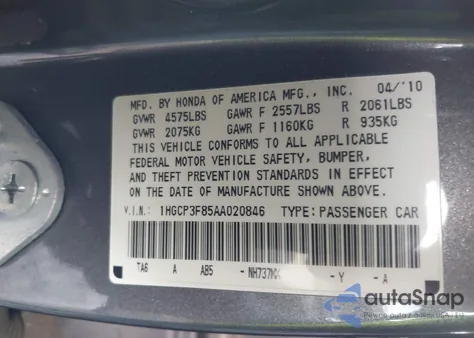 MFD. BY HONDA OF AMERICA MFG., INC. 04/'10
GVWR 4575LBS GAWR F 2557LBS R 2061LBS
GVWR 2075KG GAWR F 1160KG R 935KG
THIS VEHICLE CONFORMS TO ALL APPLICABLE
FEDERAL MOTOR VEHICLE SAFETY, BUMPER,
AND THEFT PREVENTION STANDARDS IN EFFECT
ON THE DATE OF MANUFACTURE SHOWN ABOVE.
V.I.N.: 1HGCP3F85AA020846 TYPE: PASSENGER CAR
TA6 A AB5 -NH737MX -Y -A
autoSnap